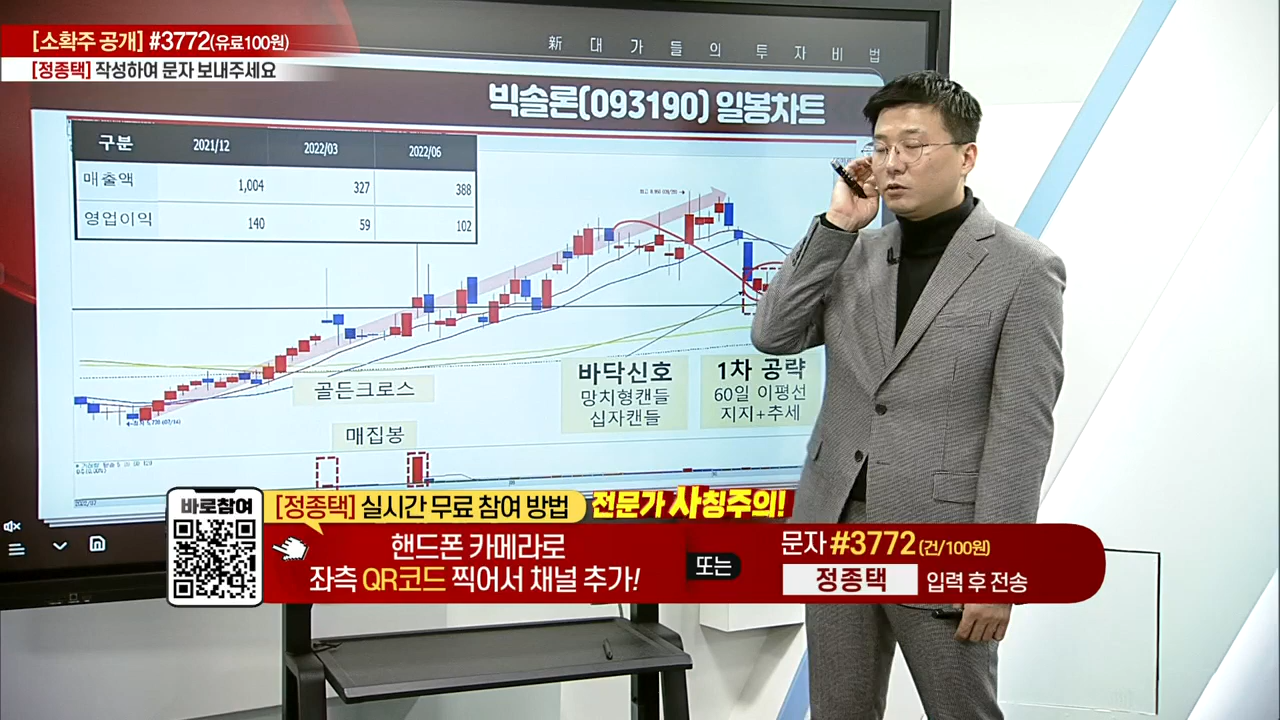 [소확주 공개] #3772(유료100원)
[정종택] 작성하여 문자 보내주세요
新 대가들의 투자비법
빅솔론(093190) 일봉차트
구분 2021/12 2022/03 2022/06
매출액 1,004 327 388
영업이익 140 59 102
골든크로스
매집봉
바닥신호
망치형캔들
십자캔들
1차 공략
60일 이평선
지지+추세
바로참여
[정종택] 실시간 무료 참여 방법
전문가 사칭주의!
핸드폰 카메라로
좌측 QR코드 찍어서 채널 추가!
또는
문자 #3772 (건/100원)
정종택 입력 후 전송